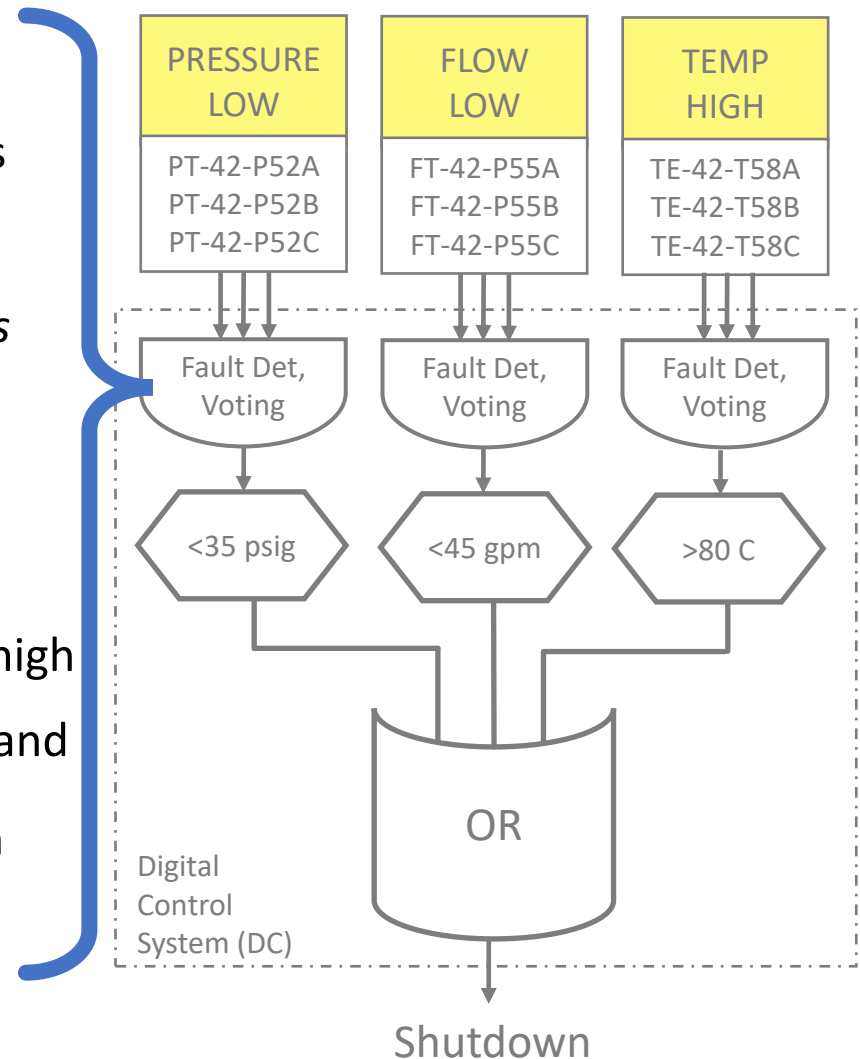 s
s
high
and
PRESSURE
LOW
PT-42-P52A
PT-42-P52B
PT-42-P52C
FLOW
LOW
FT-42-P55A
FT-42-P55B
FT-42-P55C
TEMP
HIGH
TE-42-T58A
TE-42-T58B
TE-42-T58C
Fault Det,
Voting
Fault Det,
Voting
Fault Det,
Voting
<35 psig
<45 gpm
>80 C
OR
Digital
Control
System (DC)
Shutdown